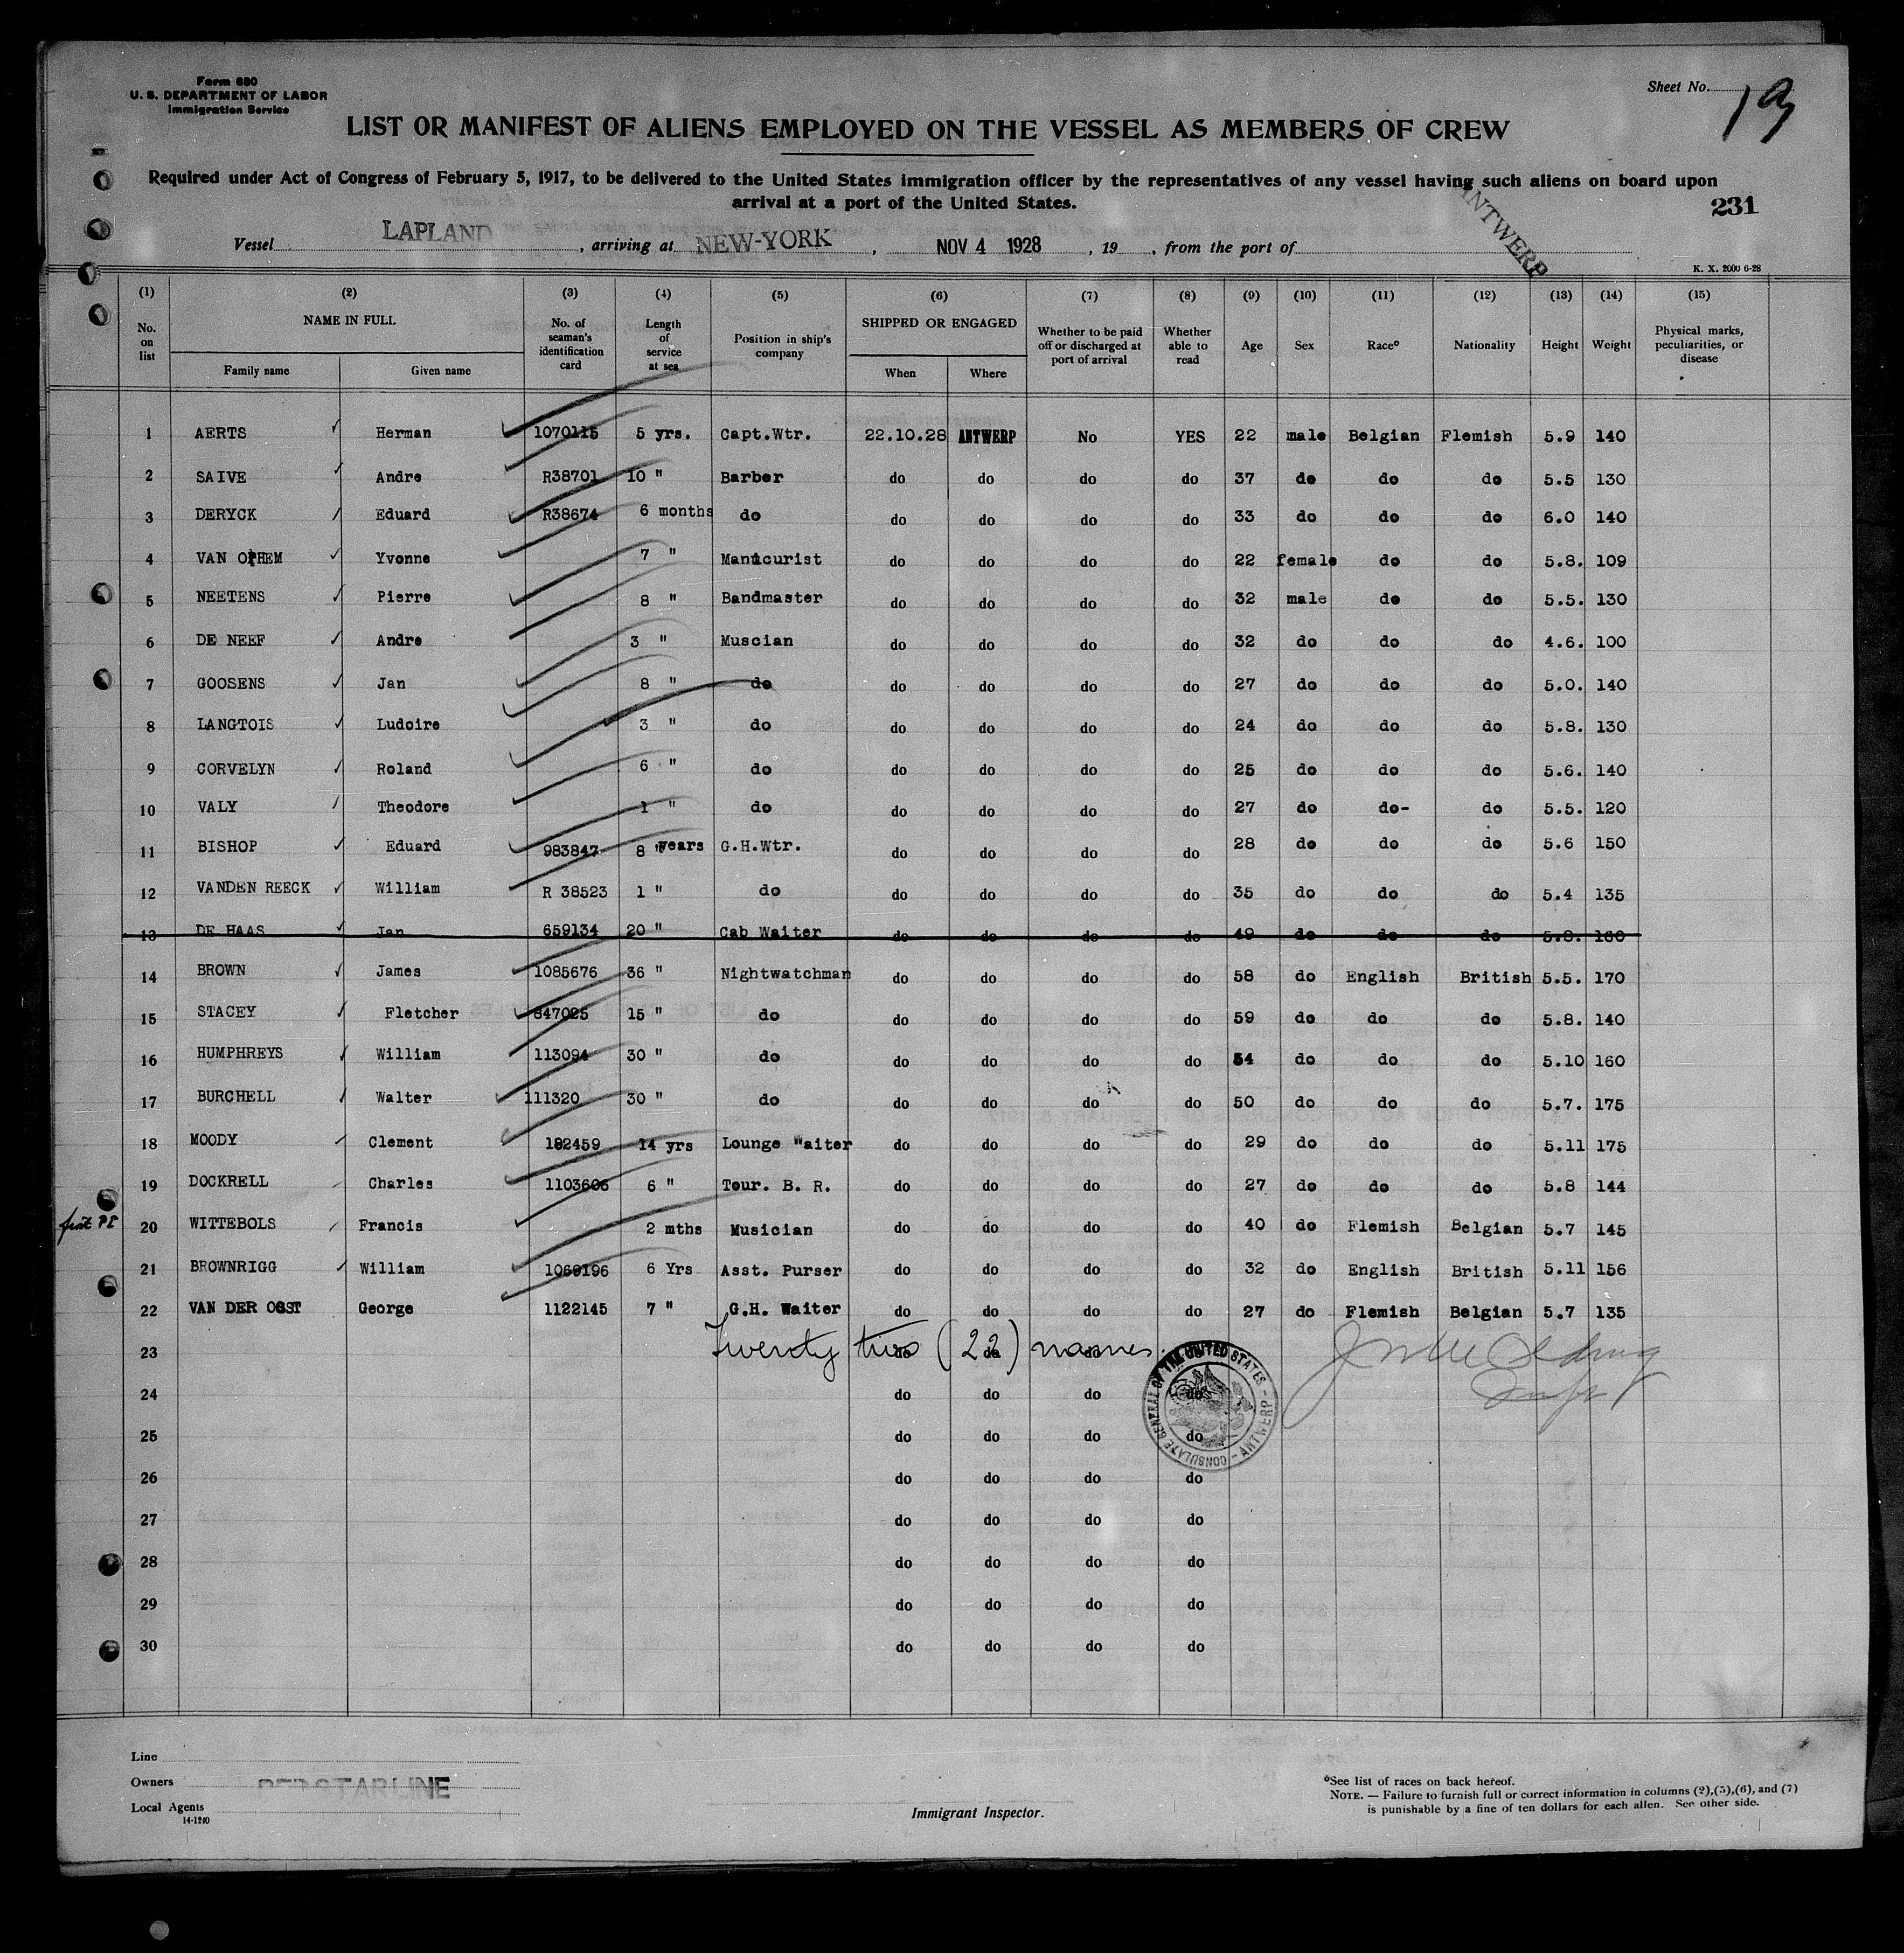 Form 680
U. S. DEPARTMENT OF LABOR
Immigration Service
Sheet No. 19
LIST OR MANIFEST OF ALIENS EMPLOYED ON THE VESSEL AS MEMBERS OF CREW
Required under Act of Congress of February 5, 1917, to be delivered to the United States immigration officer by the representatives of any vessel having such aliens on board upon
arrival at a port of the United States.
231
Vessel LAPLAND, arriving at NEW-YORK, NOV 4 1928, 19 , from the port of ANTWERP
K. X. 2000 6-28
(1) (2) (3) (4) (5) (6) (7) (8) (9) (10) (11) (12) (13) (14) (15)
No. on list NAME IN FULL Family name Given name No. of seaman's identification card Length of service at sea Position in ship's company SHIPPED OR ENGAGED When Where Whether to be paid off or discharged at port of arrival Whether able to read Age Sex Race° Nationality Height Weight Physical marks, peculiarities, or disease
1 AERTS Herman 1070115 5 yrs. Capt.Wtr. 22.10.28 ANTWERP No YES 22 male Belgian Flemish 5.9 140
2 SAIVE Andre R38701 10 " Barber do do do do 37 do do do 5.5 130
3 DERYCK Eduard R38674 6 months do do do do do 33 do do do 6.0 140
4 VAN OPHEM Yvonne 7 " Manicurist do do do do 22 female do do 5.8. 109
5 NEETENS Pierre 8 " Bandmaster do do do do 32 male do do 5.5. 130
6 DE NEEF Andre 3 " Muscian do do do do 32 do do do 4.6. 100
7 GOOSENS Jan 8 " do do do do do 27 do do do 5.0. 140
8 LANGTOIS Ludoire 3 " do do do do do 24 do do do 5.8. 130
9 CORVELYN Roland 6 " do do do do do 25 do do do 5.6. 140
10 VALY Theodore 1 " do do do do do 27 do do- do 5.5. 120
11 BISHOP Eduard 983847 8 years G.H.Wtr. do do do do 28 do do do 5.6 150
12 VANDEN REECK William R 38523 1 " do do do do do 35 do do do 5.4 135
13 DE HAAS Jan 659134 20 " Cab Waiter do do do do 49 do do do 5.8. 160
14 BROWN James 1085676 36 " Nightwatchman do do do do 58 do English British 5.5. 170
15 STACEY Fletcher 847025 15 " do do do do do 59 do do do 5.8. 140
16 HUMPHREYS William 113094 30 " do do do do do 54 do do do 5.10 160
17 BURCHELL Walter 111320 30 " do do do do do 50 do do do 5.7. 175
18 MOODY Clement 182459 14 yrs Lounge Waiter do do do do 29 do do do 5.11 175
19 DOCKRELL Charles 1103606 6 " Tour. B. R. do do do do 27 do do do 5.8 144
20 WITTEBOLS Francis 2 mths Musician do do do do 40 do Flemish Belgian 5.7 145
21 BROWNRIGG William 1069196 6 Yrs Asst. Purser do do do do 32 do English British 5.11 156
22 VAN DER OOST George 1122145 7 " G.H. Waiter do do do do 27 do Flemish Belgian 5.7 135
23 do do do
Twenty two (22) names.
CONSULATE GENERAL OF THE UNITED STATES - ANTWERP -
24 do do do do
25 do do do do
26 do do do do
27 do do do do
28 do do do do
29 do do do do
30 do do do do
Line
Owners RED STAR LINE
Local Agents
14-1240
Immigrant Inspector.
°See list of races on back hereof.
NOTE. — Failure to furnish full or correct information in columns (2),(5),(6), and (7)
is punishable by a fine of ten dollars for each alien. See other side.